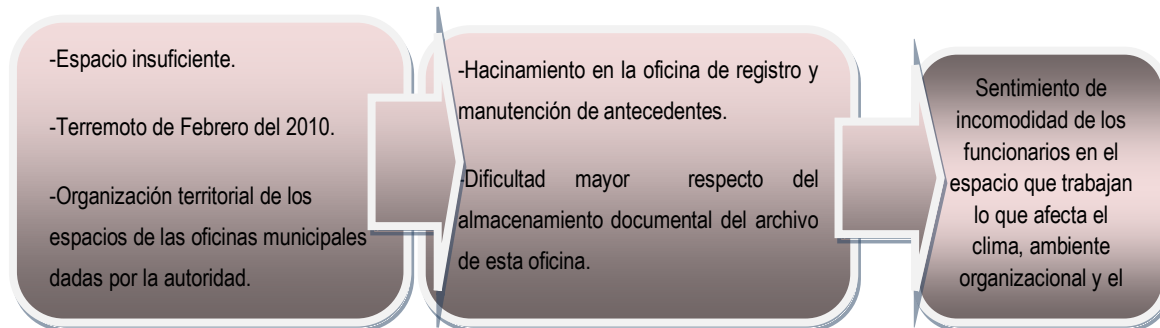 -Espacio insuficiente.
-Terremoto de Febrero del 2010.
-Organización territorial de los
espacios de las oficinas municipales
dadas por la autoridad.
-Hacinamiento en la oficina de registro y
manutención de antecedentes.
-Dificultad mayor respecto del
almacenamiento documental del archivo
de esta oficina.
Sentimiento de
incomodidad de los
funcionarios en el
espacio que trabajan
lo que afecta el
clima, ambiente
organizacional y el